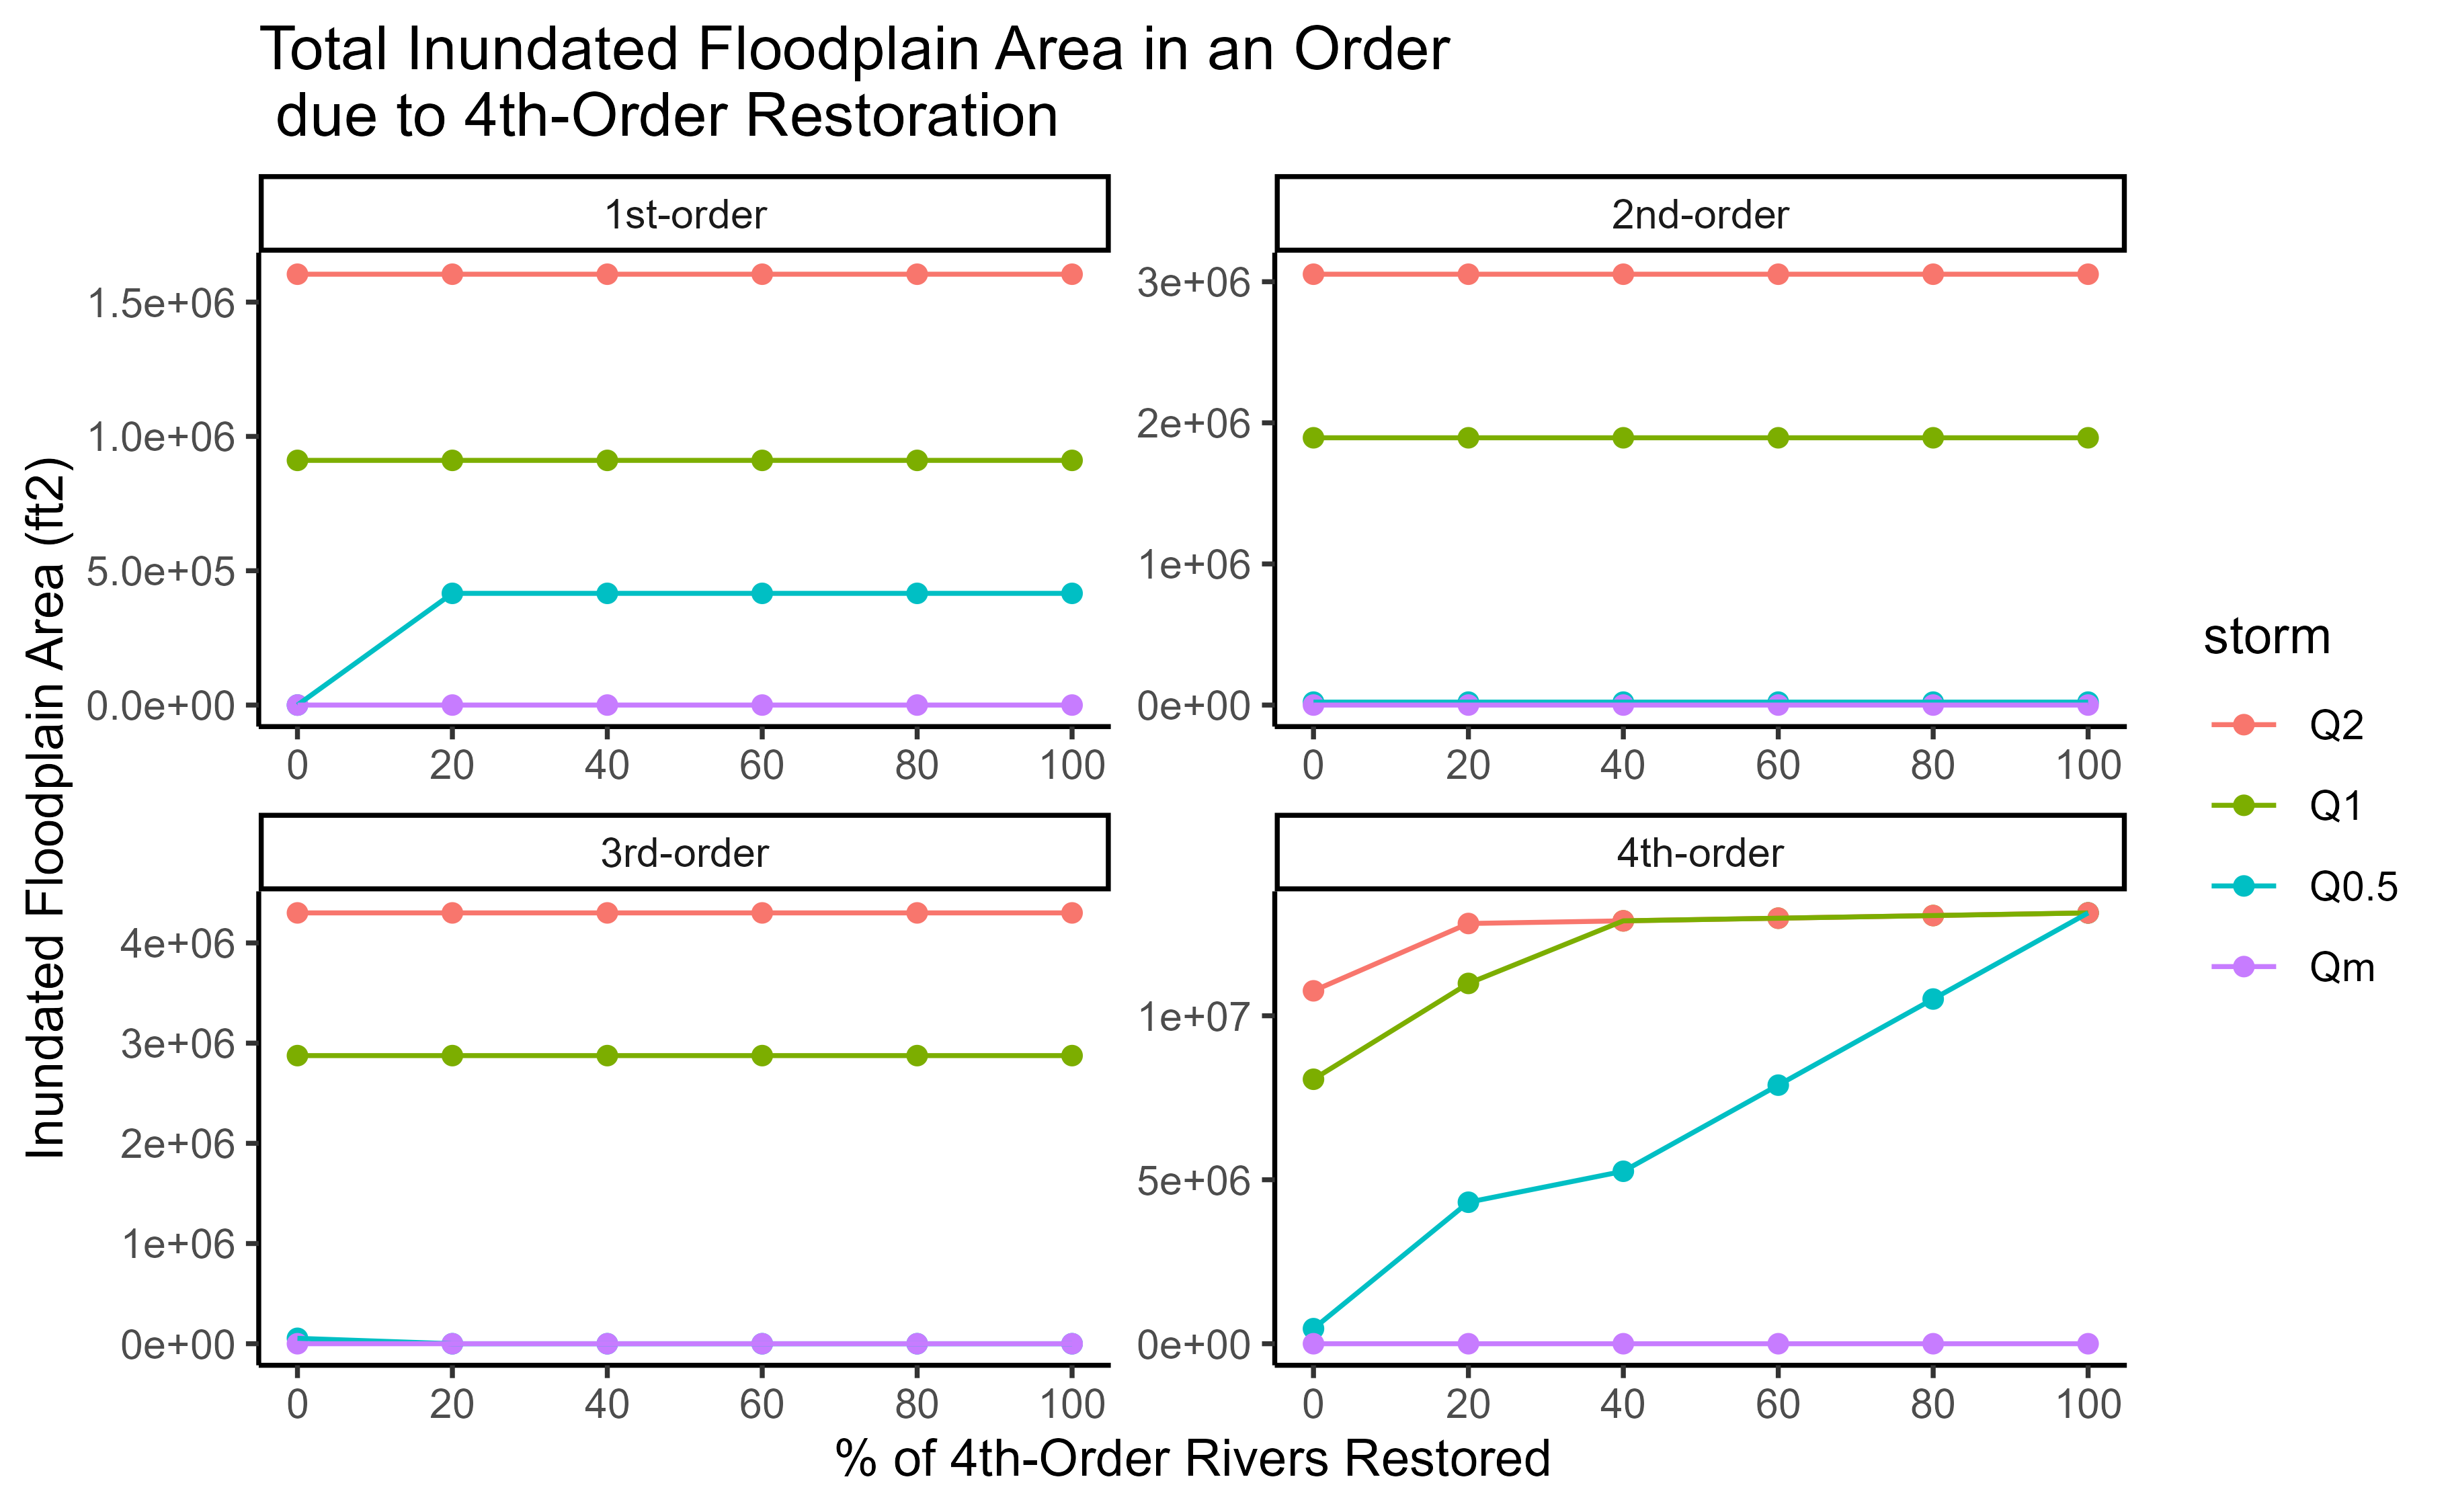 Total Inundated Floodplain Area in an Order
due to 4th-Order Restoration
1st-order
2nd-order
1.5e+06
1.0e+06
5.0e+05
0.0e+00
0 20 40 60 80 100
3e+06
2e+06
1e+06
0e+00
0 20 40 60 80 100
3rd-order
4th-order
4e+06
3e+06
2e+06
1e+06
0e+00
0 20 40 60 80 100
1e+07
5e+06
0e+00
0 20 40 60 80 100
Inundated Floodplain Area (ft2)
% of 4th-Order Rivers Restored
storm
Q2
Q1
Q0.5
Qm